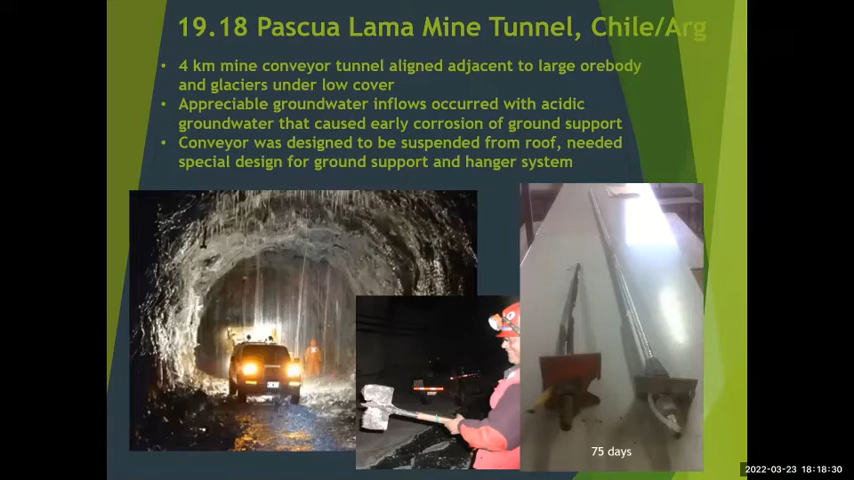 19.18 Pascua Lama Mine Tunnel, Chile/Arg
• 4 km mine conveyor tunnel aligned adjacent to large orebody
and glaciers under low cover
• Appreciable groundwater inflows occurred with acidic
groundwater that caused early corrosion of ground support
• Conveyor was designed to be suspended from roof, needed
special design for ground support and hanger system
75 days
2022-03-23 18:18:30